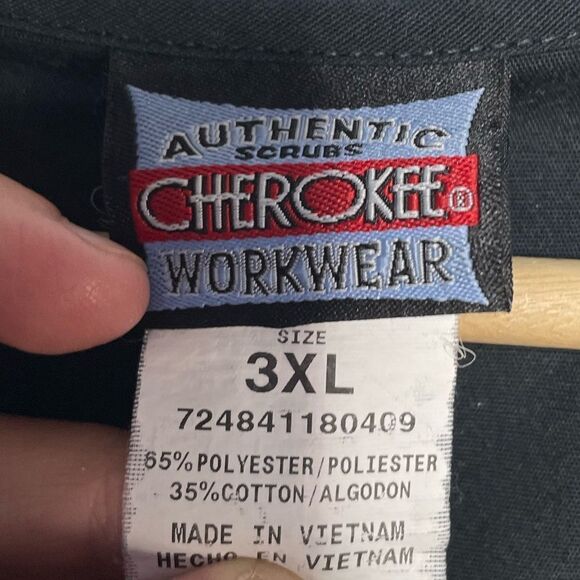 AUTHENTIC
SCRUBS
CHEROKEE®
WORKWEAR
SIZE
3XL
724841180409
65%POLYESTER/POLIESTER
35%COTTON/ALGODON
MADE IN VIETNAM
HECHO EN VIETNAM